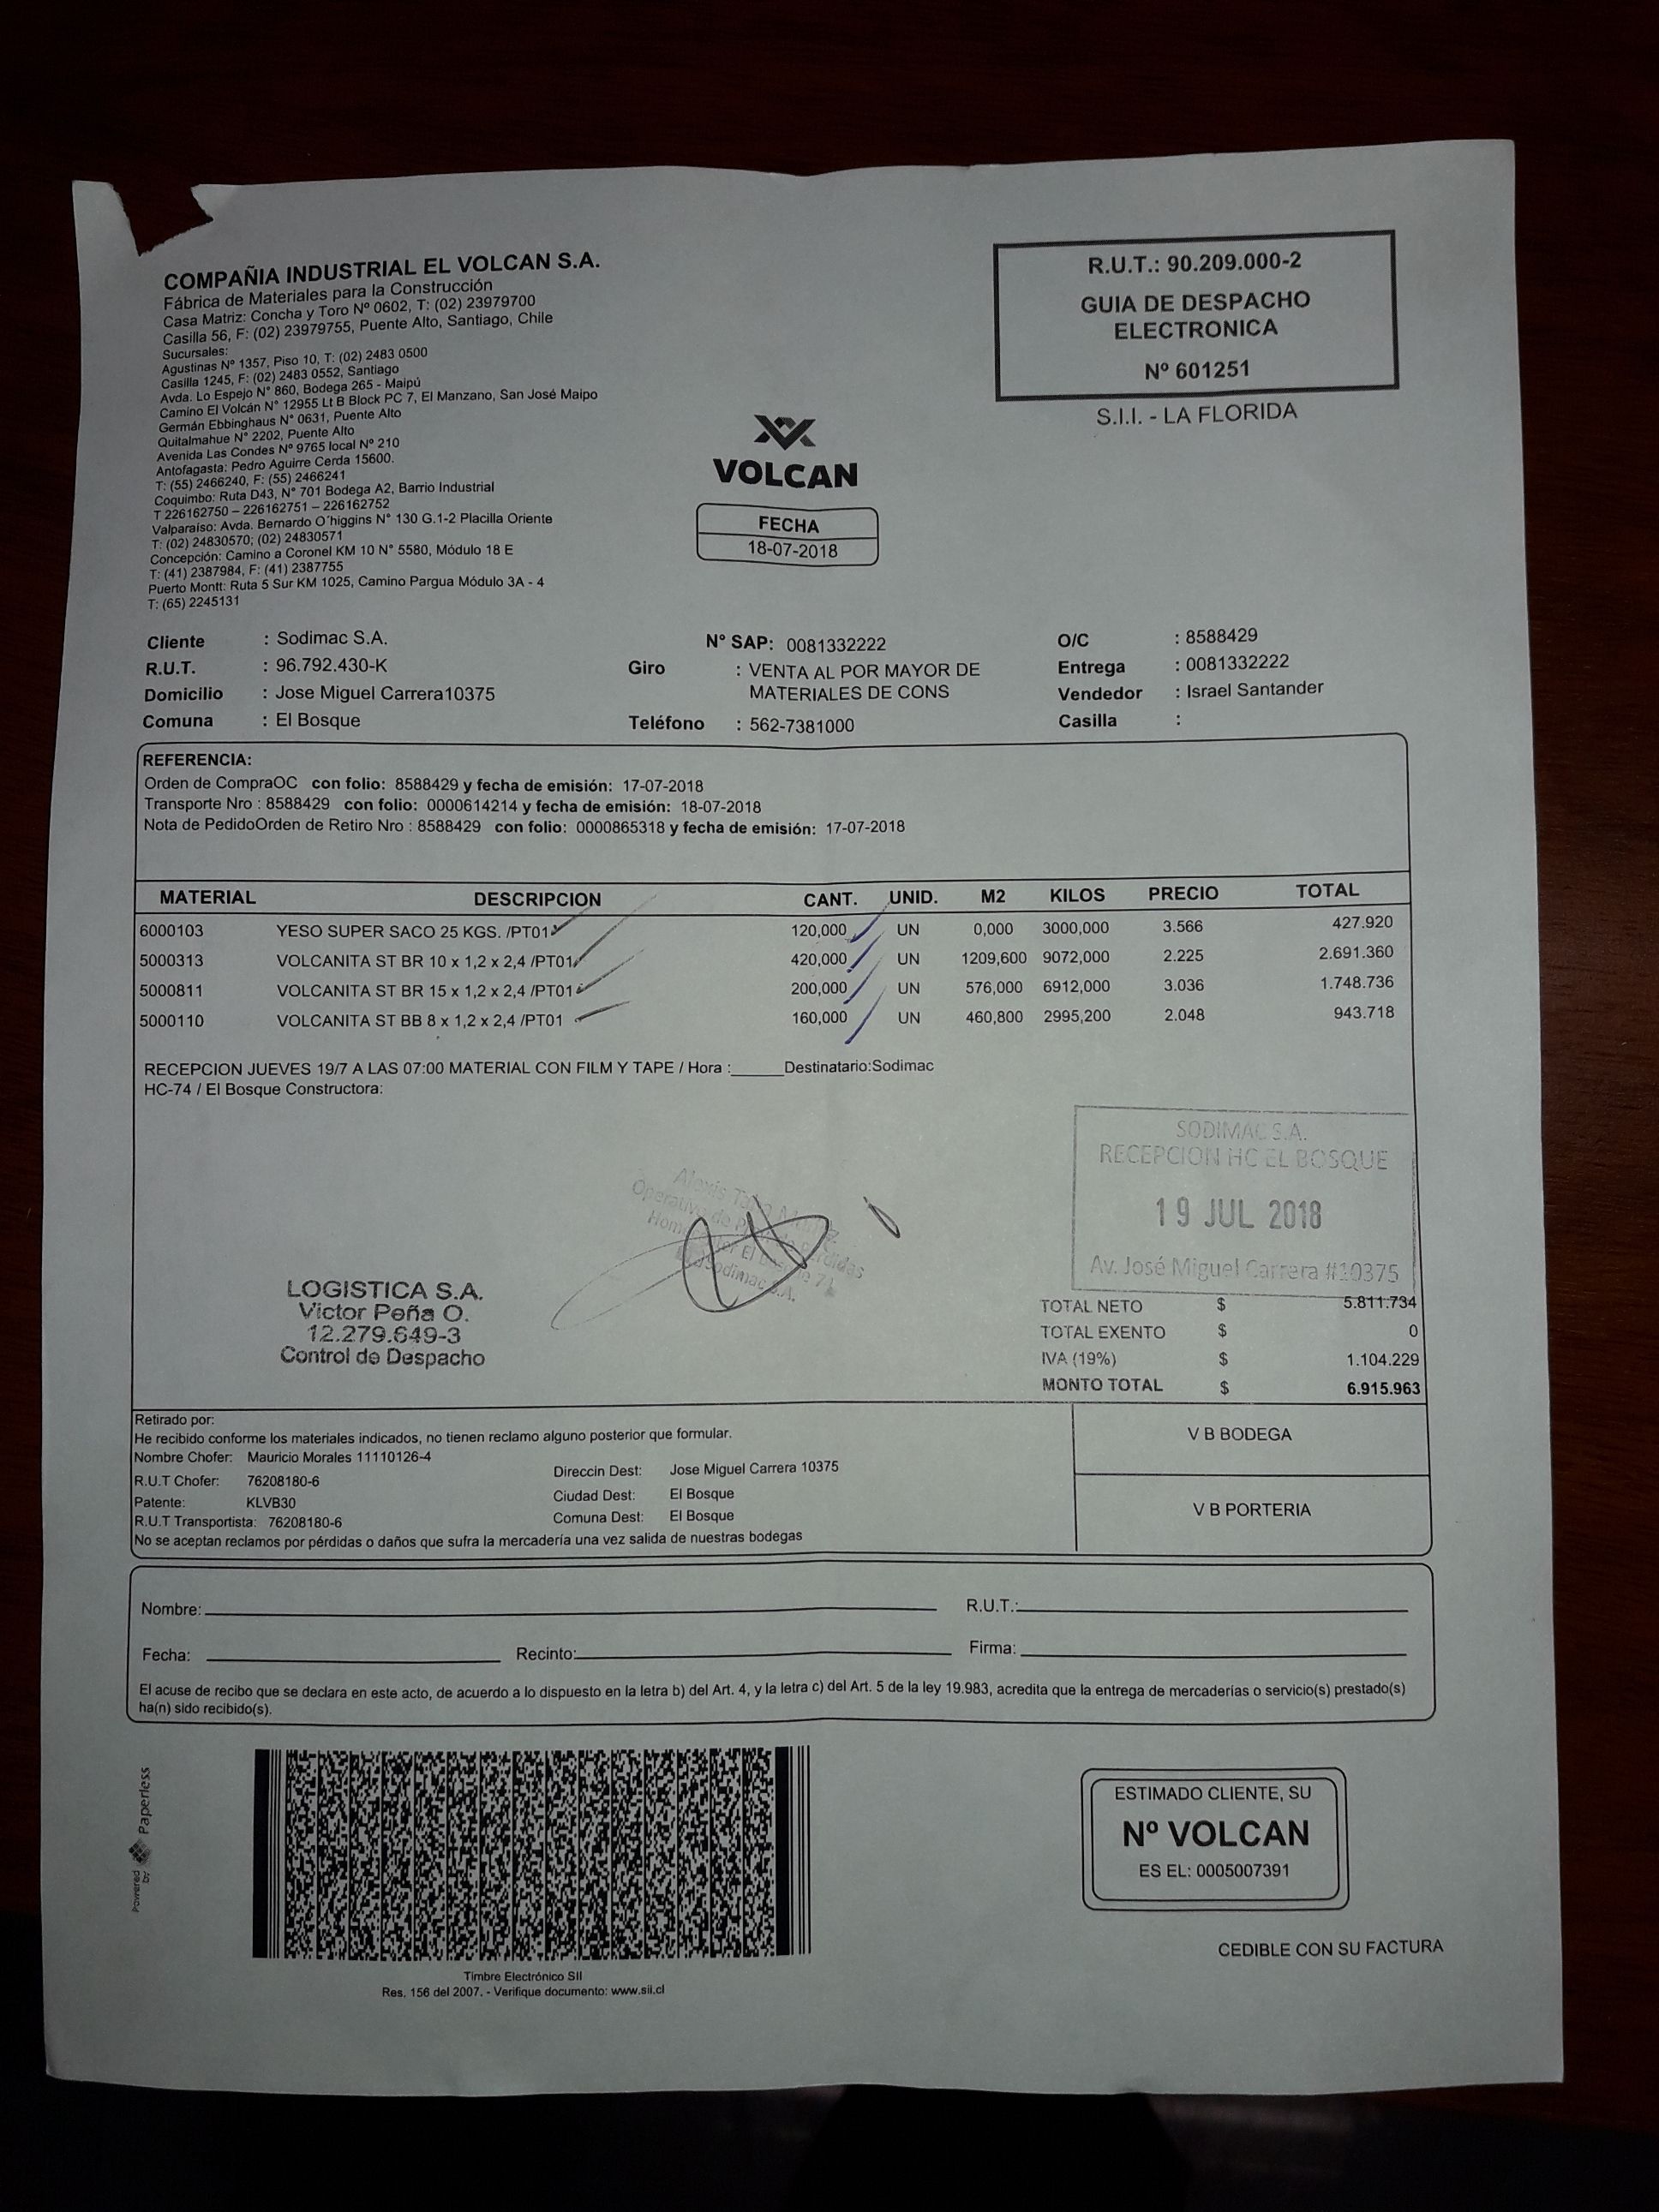 COMPAÑIA INDUSTRIAL EL VOLCAN S.A.
Fábrica de Materiales para la Construcción
Casa Matriz: Concha y Toro Nº 0602, T: (02) 23979700
Casilla 56, F: (02) 23979755, Puente Alto, Santiago, Chile
Sucursales:
Agustinas Nº 1357, Piso 10, T: (02) 2483 0500
Casilla 1245, F: (02) 2483 0552, Santiago
Avda. Lo Espejo N° 860, Bodega 265 - Maipú
Camino El Volcán N° 12955 Lt B Block PC 7, El Manzano, San José Maipo
Germán Ebbinghaus N° 0631, Puente Alto
Quitalmahue N° 2202, Puente Alto
Avenida Las Condes Nº 9765 local Nº 210
Antofagasta: Pedro Aguirre Cerda 15600.
T: (55) 2466240, F: (55) 2466241
Coquimbo: Ruta D43, N° 701 Bodega A2, Barrio Industrial
T 226162750 – 226162751 – 226162752
Valparaíso: Avda. Bernardo O´higgins N° 130 G.1-2 Placilla Oriente
T: (02) 24830570; (02) 24830571
Concepción: Camino a Coronel KM 10 N° 5580, Módulo 18 E
T: (41) 2387984, F: (41) 2387755
Puerto Montt: Ruta 5 Sur KM 1025, Camino Pargua Módulo 3A - 4
T: (65) 2245131
VOLCAN
FECHA
18-07-2018
R.U.T.: 90.209.000-2
GUIA DE DESPACHO
ELECTRONICA
Nº 601251
S.I.I. - LA FLORIDA
Cliente : Sodimac S.A. N° SAP: 0081332222 O/C : 8588429
R.U.T. : 96.792.430-K Giro : VENTA AL POR MAYOR DE Entrega : 0081332222
Domicilio : Jose Miguel Carrera10375 MATERIALES DE CONS Vendedor : Israel Santander
Comuna : El Bosque Teléfono : 562-7381000 Casilla :
REFERENCIA:
Orden de CompraOC con folio: 8588429 y fecha de emisión: 17-07-2018
Transporte Nro : 8588429 con folio: 0000614214 y fecha de emisión: 18-07-2018
Nota de PedidoOrden de Retiro Nro : 8588429 con folio: 0000865318 y fecha de emisión: 17-07-2018
MATERIAL DESCRIPCION CANT. UNID. M2 KILOS PRECIO TOTAL
6000103 YESO SUPER SACO 25 KGS. /PT01 120,000 UN 0,000 3000,000 3.566 427.920
5000313 VOLCANITA ST BR 10 x 1,2 x 2,4 /PT01 420,000 UN 1209,600 9072,000 2.225 2.691.360
5000811 VOLCANITA ST BR 15 x 1,2 x 2,4 /PT01 200,000 UN 576,000 6912,000 3.036 1.748.736
5000110 VOLCANITA ST BB 8 x 1,2 x 2,4 /PT01 160,000 UN 460,800 2995,200 2.048 943.718
RECEPCION JUEVES 19/7 A LAS 07:00 MATERIAL CON FILM Y TAPE / Hora :______Destinatario:Sodimac
HC-74 / El Bosque Constructora:
SODIMAC S.A.
RECEPCION HC EL BOSQUE
19 JUL 2018
Av. José Miguel Carrera #10375
Alexis
Operativo de
Sodimac S.A.
LOGISTICA S.A.
Victor Peña O.
12.279.649-3
Control de Despacho
TOTAL NETO $ 5.811.734
TOTAL EXENTO $ 0
IVA (19%) $ 1.104.229
MONTO TOTAL $ 6.915.963
Retirado por:
He recibido conforme los materiales indicados, no tienen reclamo alguno posterior que formular.
Nombre Chofer: Mauricio Morales 11110126-4
R.U.T Chofer: 76208180-6
Patente: KLVB30
R.U.T Transportista: 76208180-6
Direccin Dest: Jose Miguel Carrera 10375
Ciudad Dest: El Bosque
Comuna Dest: El Bosque
No se aceptan reclamos por pérdidas o daños que sufra la mercadería una vez salida de nuestras bodegas
V B BODEGA
V B PORTERIA
Nombre: R.U.T.:
Fecha: Recinto: Firma:
El acuse de recibo que se declara en este acto, de acuerdo a lo dispuesto en la letra b) del Art. 4, y la letra c) del Art. 5 de la ley 19.983, acredita que la entrega de mercaderías o servicio(s) prestado(s)
ha(n) sido recibido(s).
Powered by Paperless
Timbre Electrónico SII
Res. 156 del 2007. - Verifique documento: www.sii.cl
ESTIMADO CLIENTE, SU
Nº VOLCAN
ES EL: 0005007391
CEDIBLE CON SU FACTURA